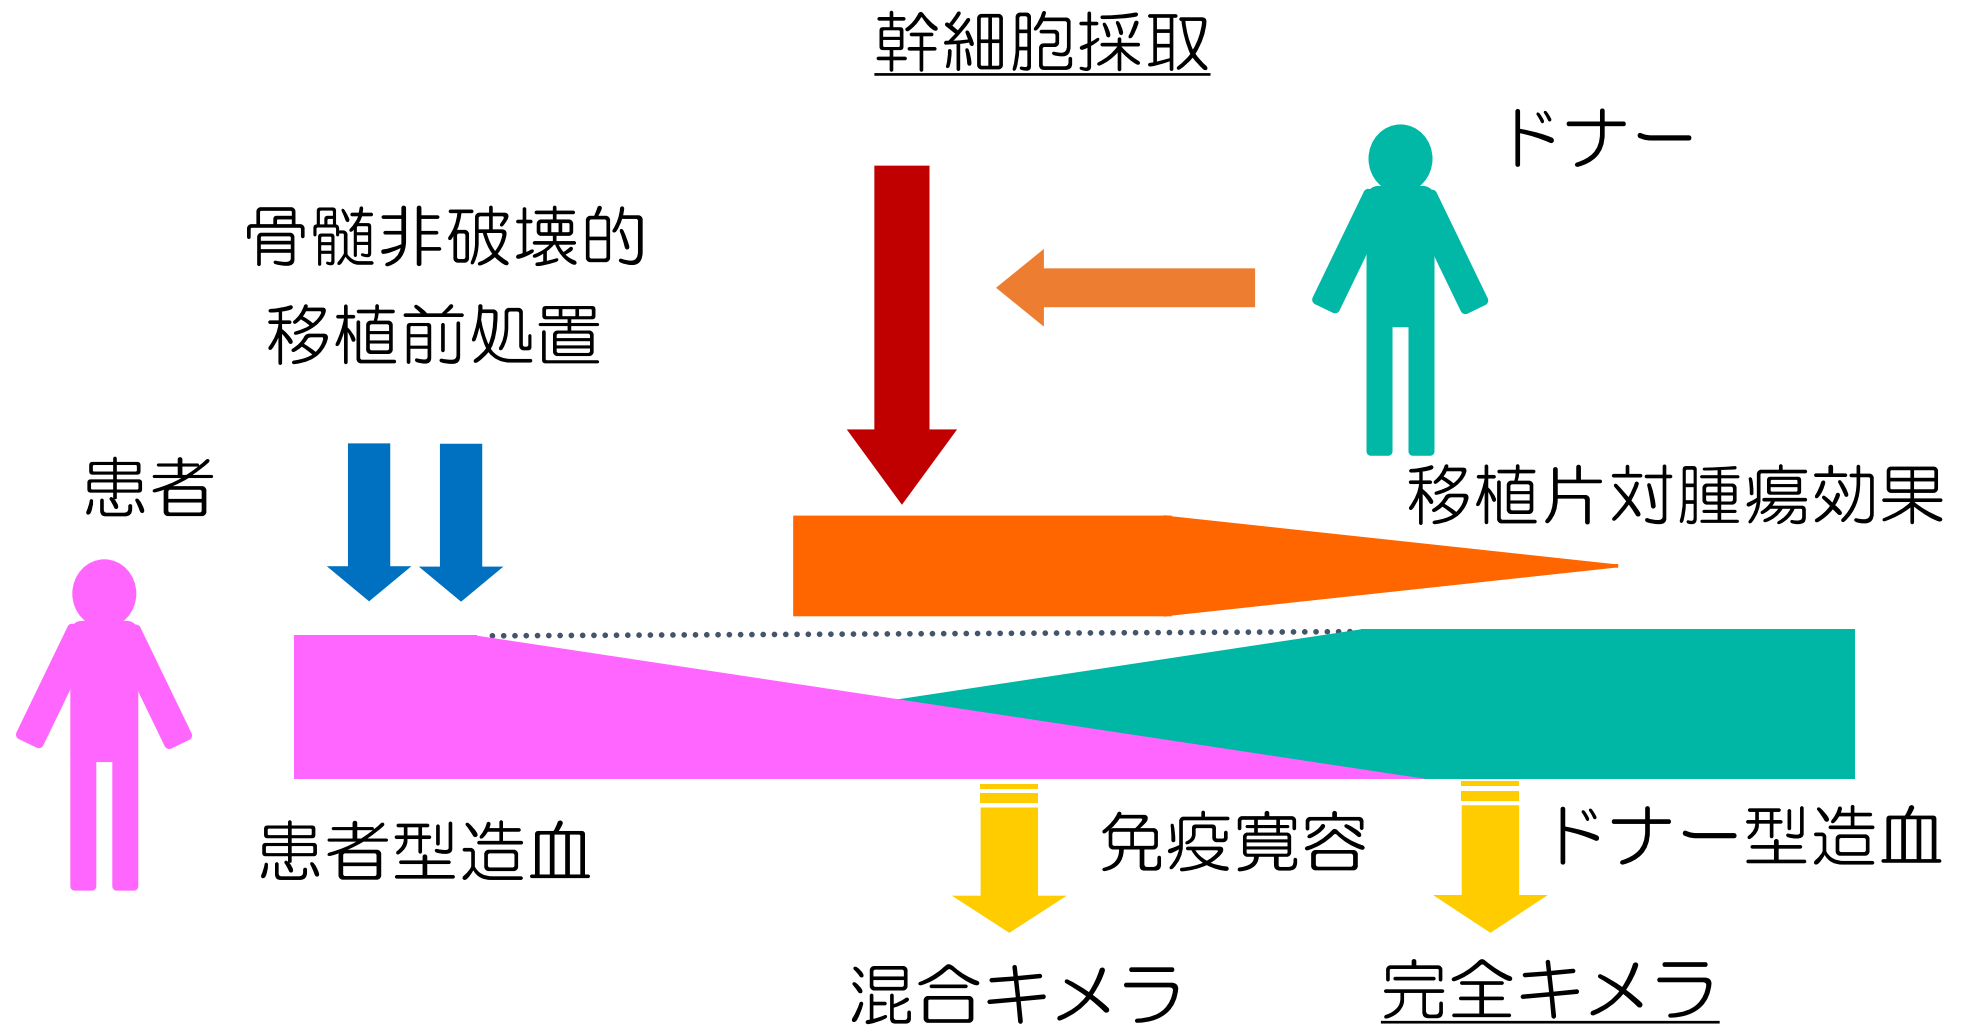 幹細胞採取
ドナー
骨髄非破壊的
移植前処置
患者
移植片対腫瘍効果
患者型造血
免疫寛容
ドナー型造血
混合キメラ
完全キメラ